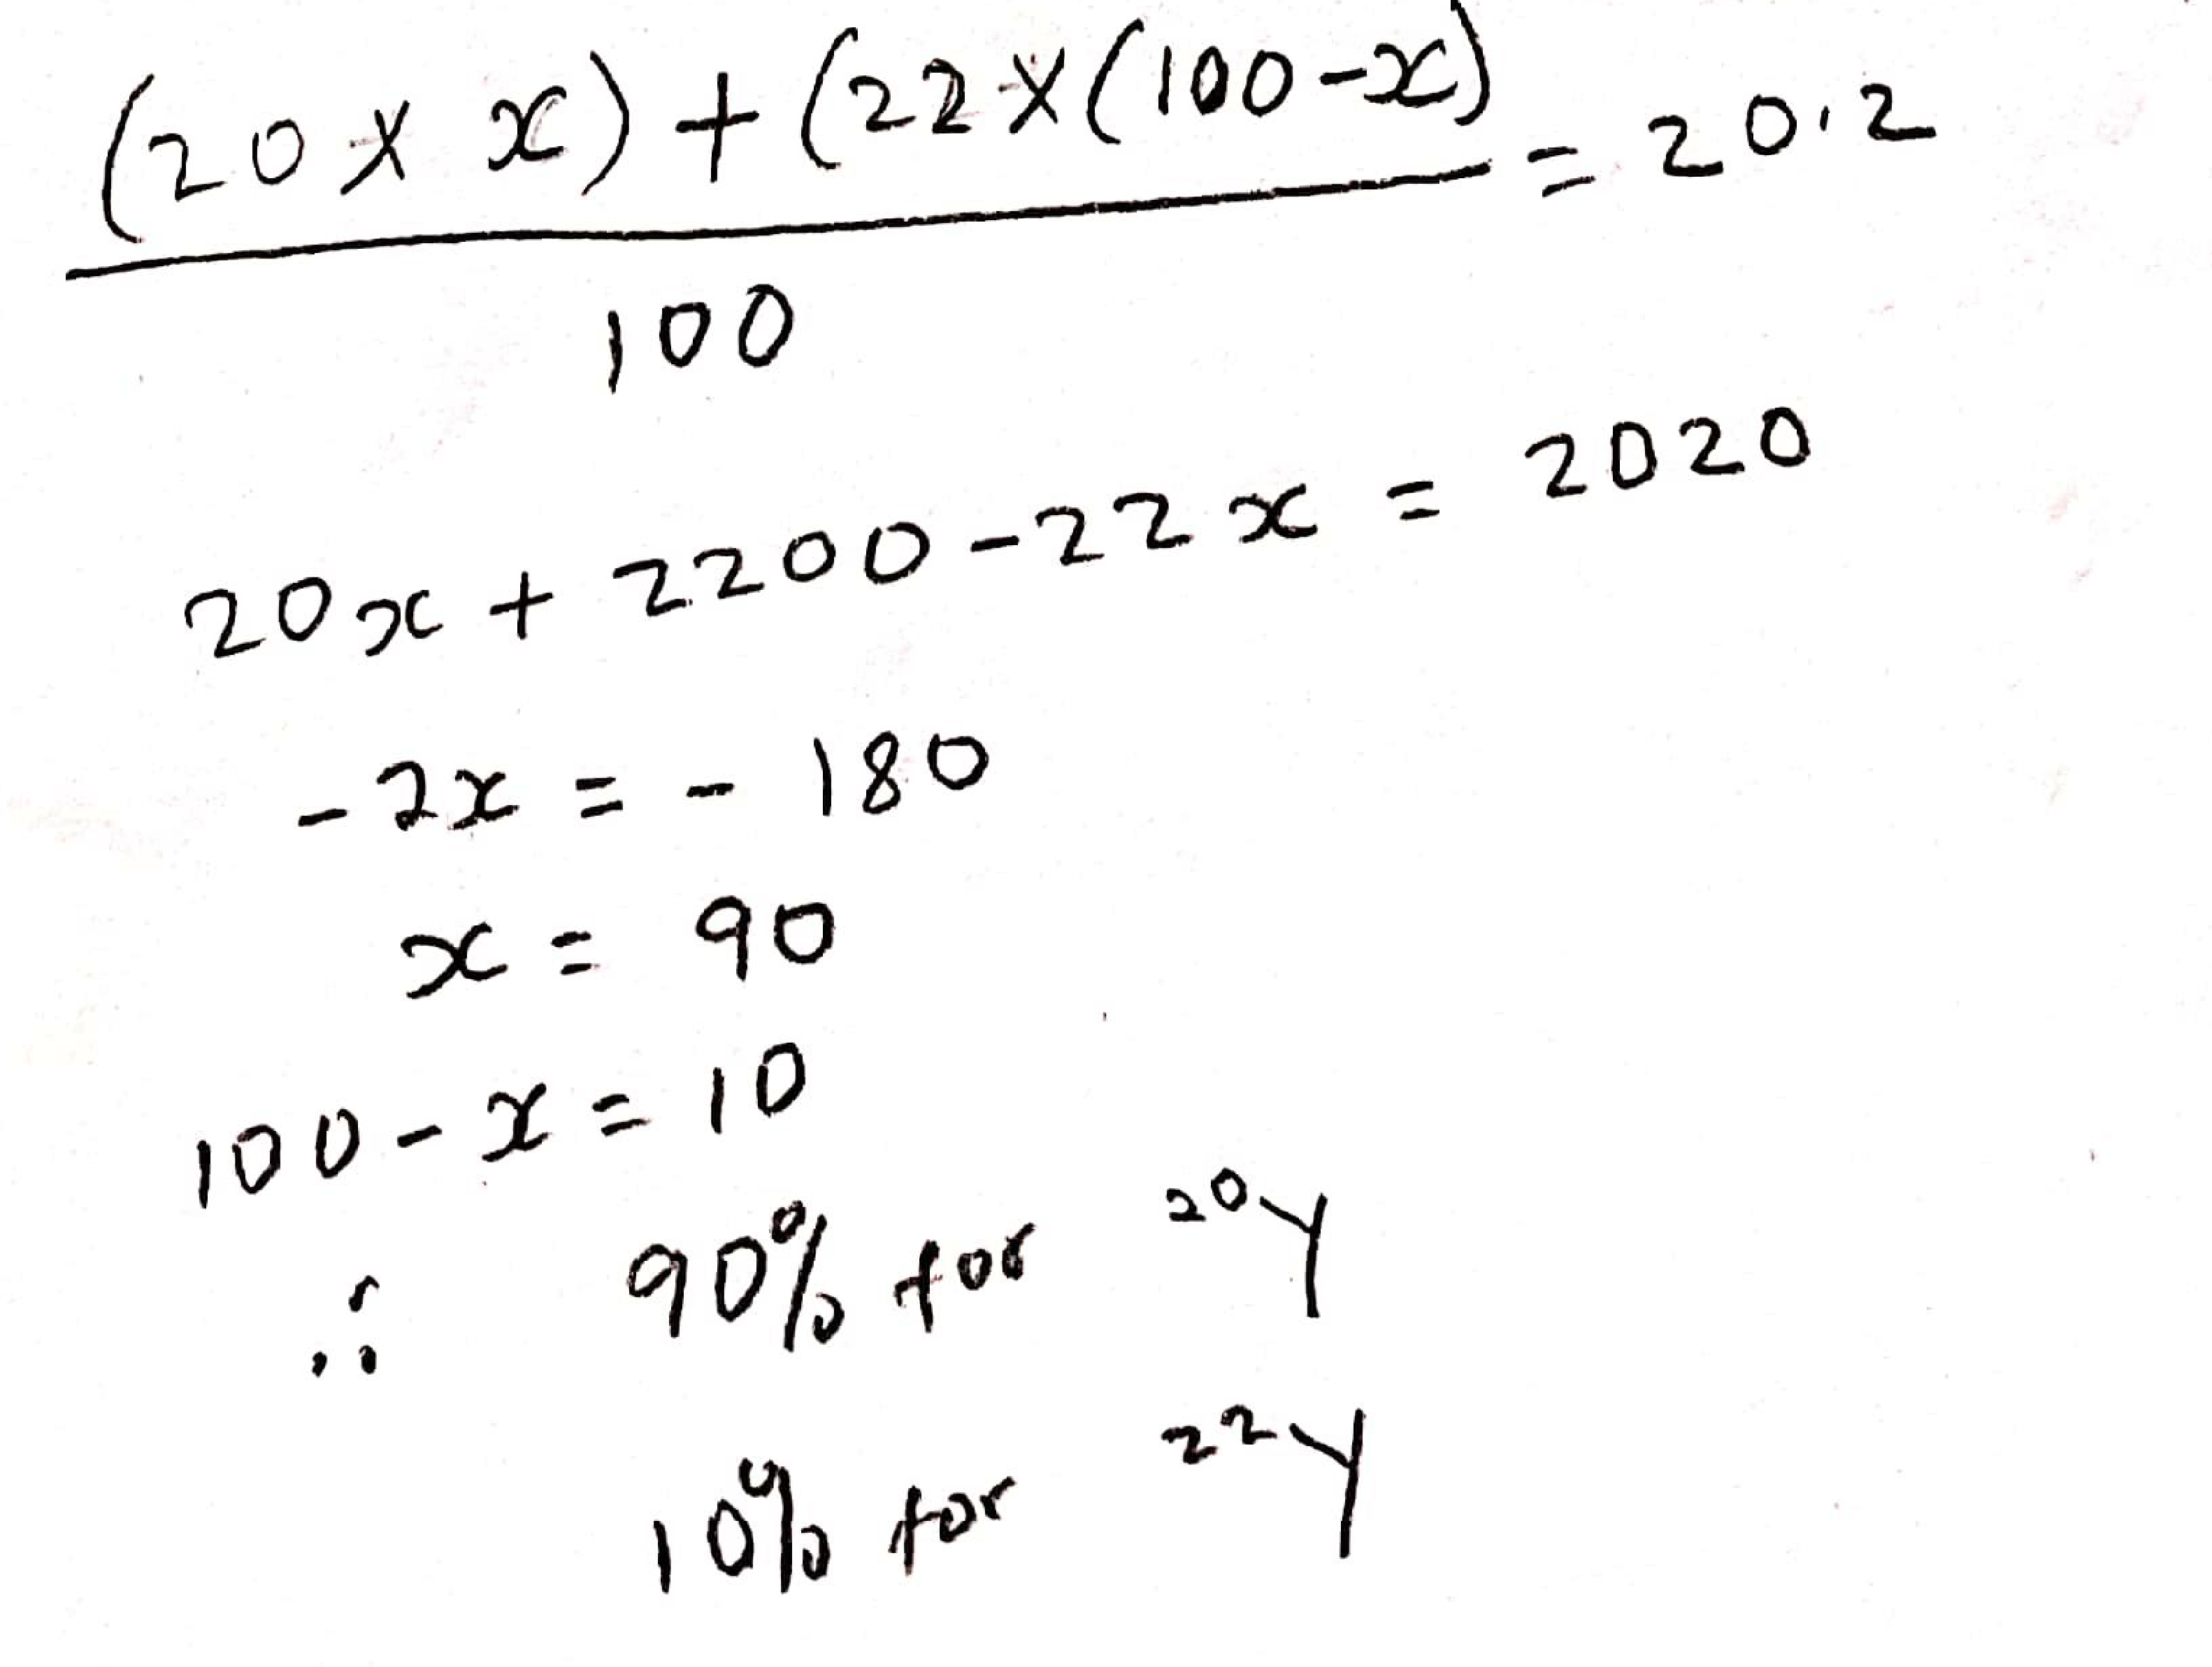 (20 × x) + (22 × (100 - x) = 20.2
100
20x + 2200 - 22x = 2020
- 2x = - 180
x = 90
100 - x = 10
∴ 90% for ²⁰Y
10% for ²²Y